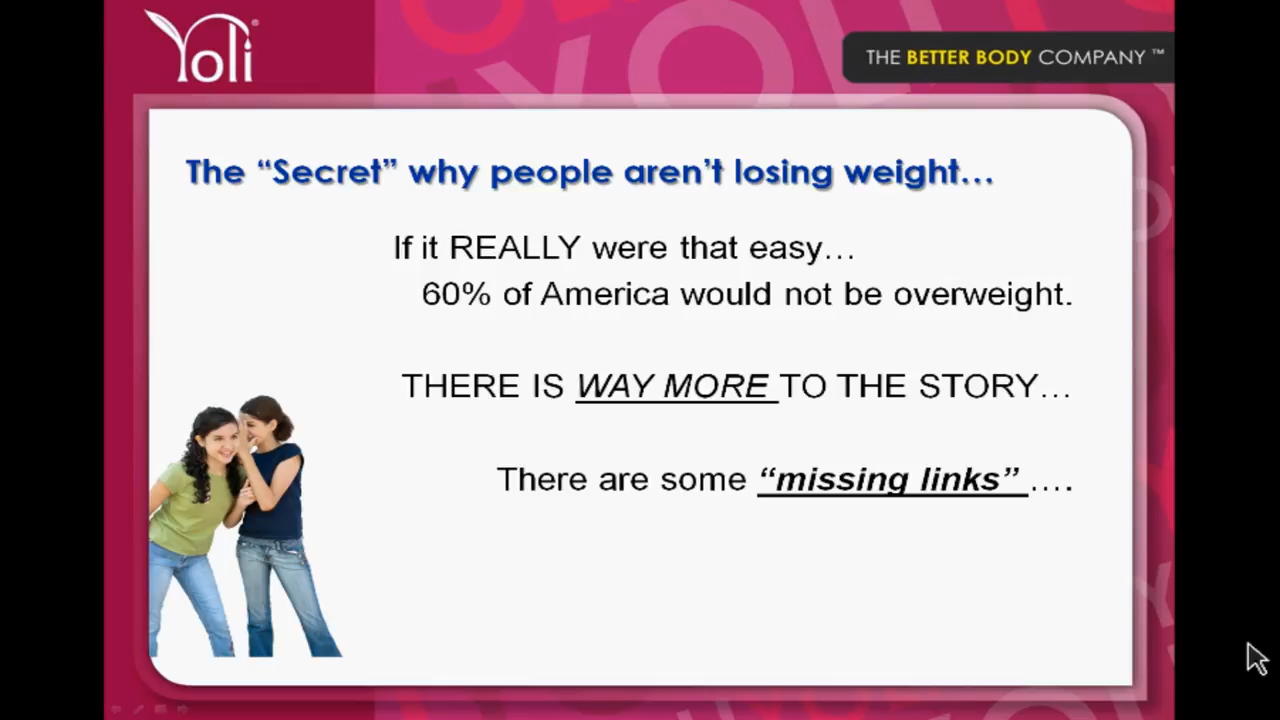 Yoli®
THE BETTER BODY COMPANY ™
The “Secret” why people aren’t losing weight…
If it REALLY were that easy…
60% of America would not be overweight.
THERE IS WAY MORE TO THE STORY…
There are some “missing links” ….